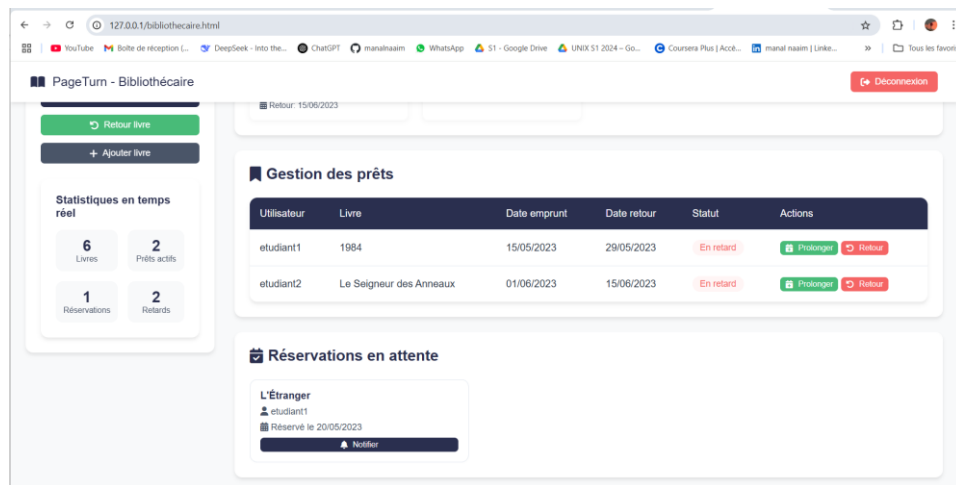 127.0.0.1/bibliothecaire.html
YouTube Boîte de réception (... DeepSeek - Into the... ChatGPT manalnaaim WhatsApp S1 - Google Drive UNIX S1 2024 – Go... Coursera Plus | Accé... manal naaim | Linke... » Tous les favoris
PageTurn - Bibliothécaire
Déconnexion
Retour: 15/06/2023
Retour livre
+ Ajouter livre
Statistiques en temps
réel
6 2
Livres Prêts actifs
1 2
Réservations Retards
Gestion des prêts
Utilisateur Livre Date emprunt Date retour Statut Actions
etudiant1 1984 15/05/2023 29/05/2023 En retard Prolonger Retour
etudiant2 Le Seigneur des Anneaux 01/06/2023 15/06/2023 En retard Prolonger Retour
Réservations en attente
L'Étranger
etudiant1
Réservé le 20/05/2023
Notifier